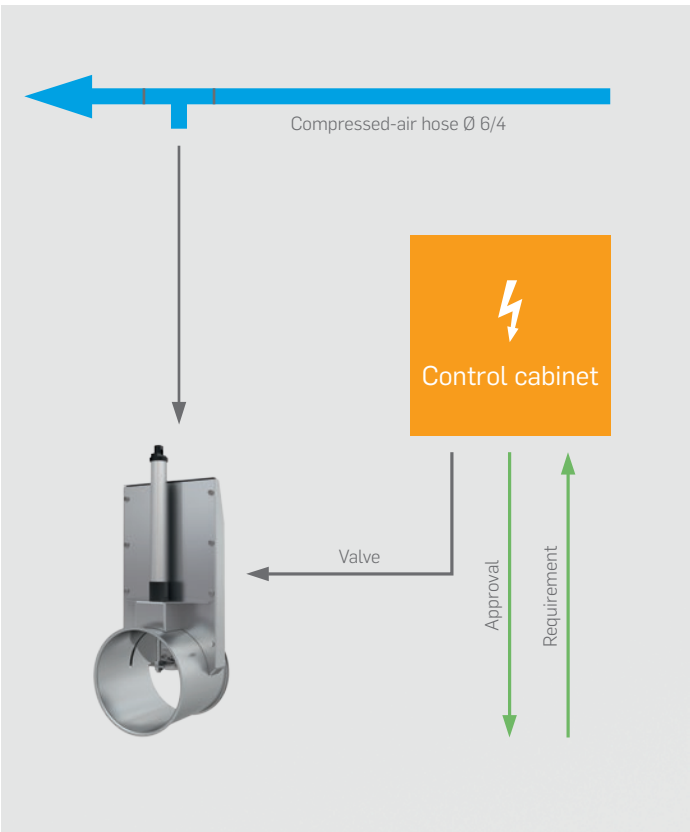 Compressed-air hose Ø 6/4
Control cabinet
Valve
Approval
Requirement